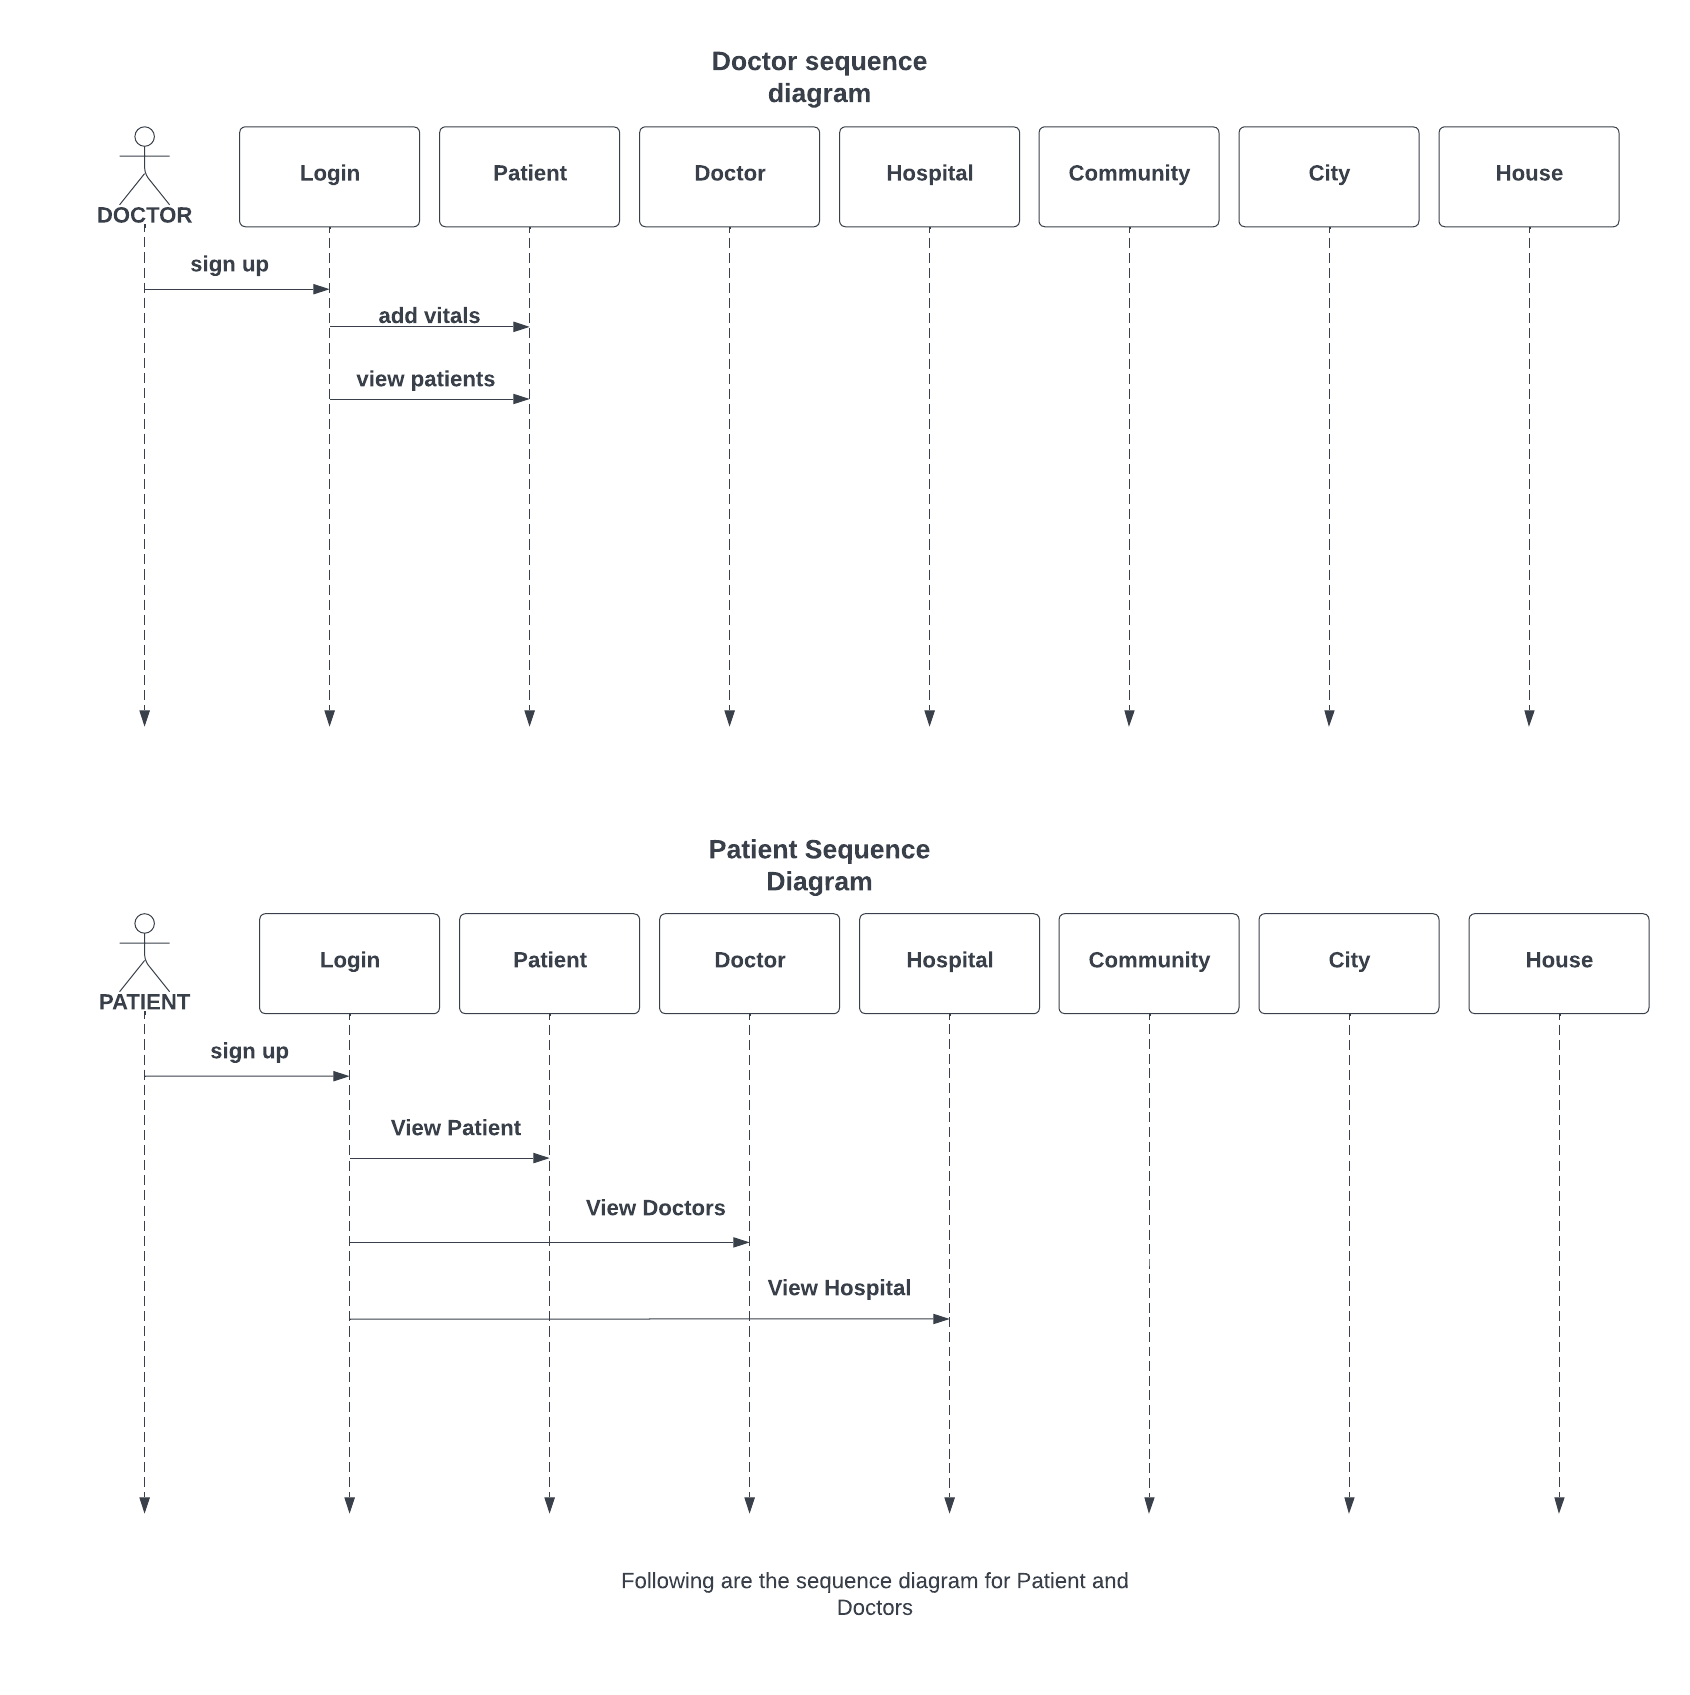 Doctor sequence
diagram
DOCTOR
Login
Patient
Doctor
Hospital
Community
City
House
sign up
add vitals
view patients
Patient Sequence
Diagram
PATIENT
Login
Patient
Doctor
Hospital
Community
City
House
sign up
View Patient
View Doctors
View Hospital
Following are the sequence diagram for Patient and
Doctors